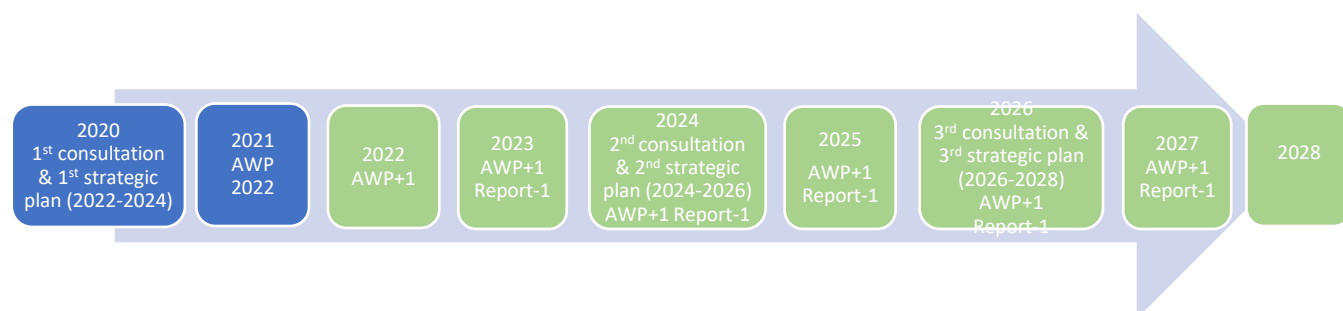 2020
1st consultation
& 1st strategic
plan (2022-2024)
2021
AWP
2022
2022
AWP+1
2023
AWP+1
Report-1
2024
2nd consultation
& 2nd strategic
plan (2024-2026)
AWP+1 Report-1
2025
AWP+1
Report-1
2026
3rd consultation &
3rd strategic plan
(2026-2028)
AWP+1
Report-1
2027
AWP+1
Report-1
2028